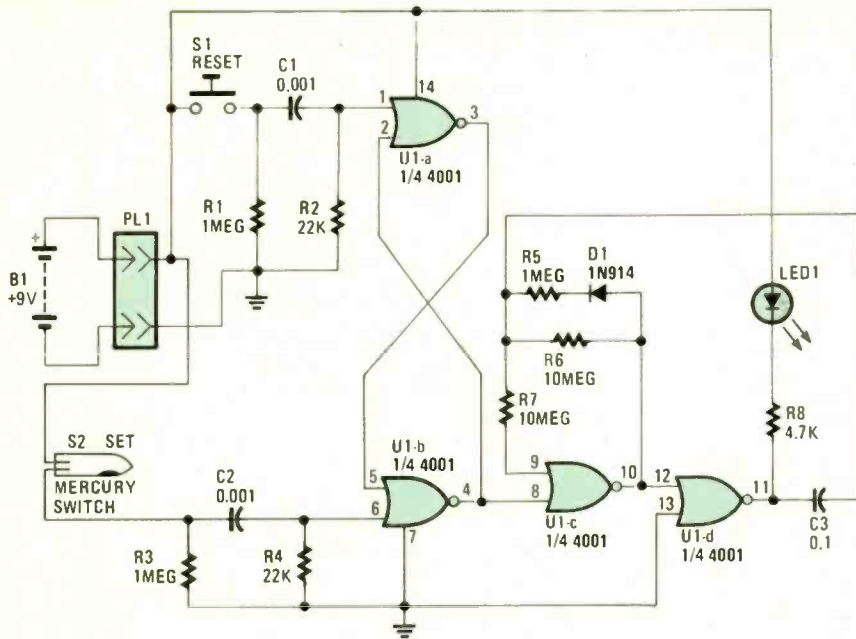 S1
RESET
C1
0.001
14
1
2
3
U1-a
1/4 4001
PL1
R1
1MEG
R2
22K
+
B1
+9V
R5
1MEG
D1
1N914
LED1
R6
10MEG
R7
10MEG
R8
4.7K
S2 SET
MERCURY
SWITCH
C2
0.001
U1-b
1/4 4001
5
6
4
7
9
8
10
U1-c
1/4 4001
12
13
11
U1-d
1/4 4001
C3
0.1
R3
1MEG
R4
22K